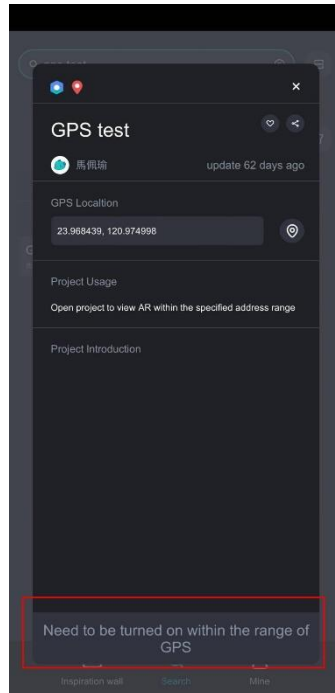 GPS test
馬佩瑜
update 62 days ago
GPS Localtion
23.968439, 120.974998
Project Usage
Open project to view AR within the specified address range
Project Introduction
Need to be turned on within the range of
GPS
Inspiration wall
Search
Mine